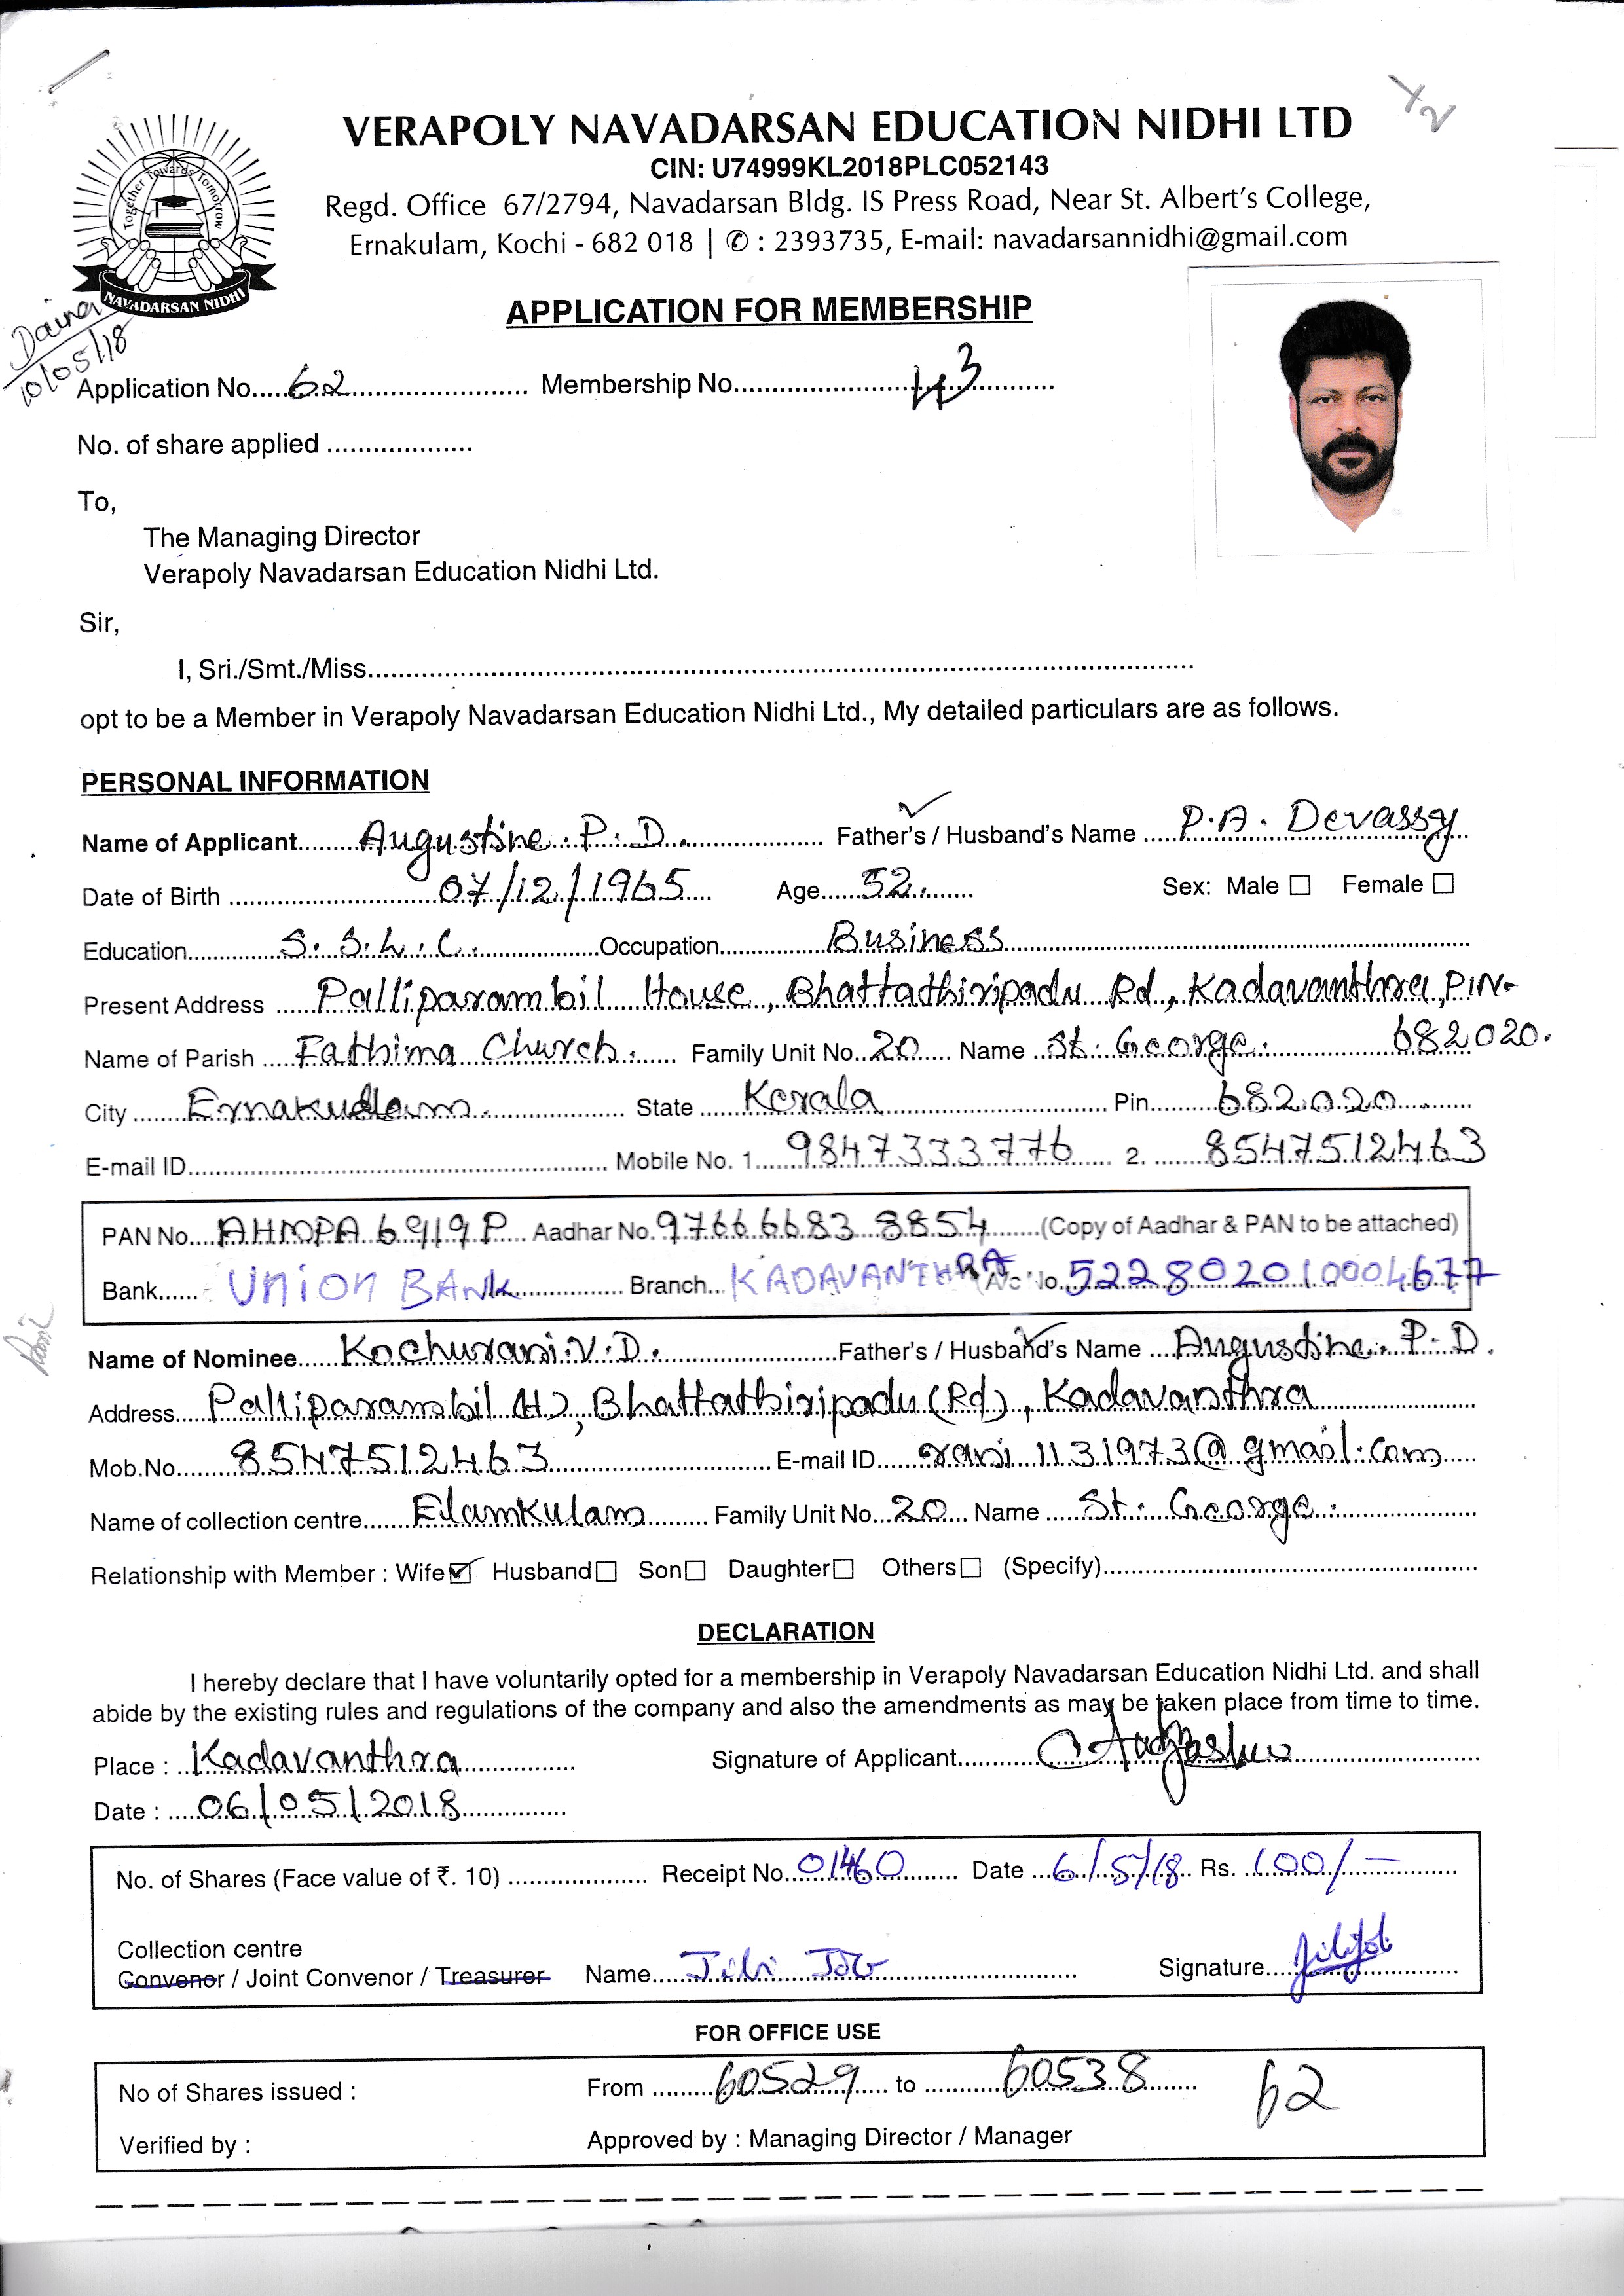 VERAPOLY NAVADARSAN EDUCATION NIDHI LTD
CIN: U74999KL2018PLC052143
Regd. Office 67/2794, Navadarsan Bldg. IS Press Road, Near St. Albert's College,
Ernakulam, Kochi - 682 018 | ✆ : 2393735, E-mail: navadarsannidhi@gmail.com
Together Towards Tomorrow
NAVADARSAN NIDHI
10/05/18
APPLICATION FOR MEMBERSHIP
Application No. 62 Membership No.
No. of share applied
To,
The Managing Director
Verapoly Navadarsan Education Nidhi Ltd.
Sir,
I, Sri./Smt./Miss
opt to be a Member in Verapoly Navadarsan Education Nidhi Ltd., My detailed particulars are as follows.
PERSONAL INFORMATION
Name of Applicant Augustine. P. D. Father's / Husband's Name P. A. Devassy
Date of Birth 07/12/1965 Age 52. Sex: Male ☐ Female ☐
Education S. S. L. C. Occupation Business
Present Address Palliparambil House, Bhattathiripadu Rd, Kadavanthra, PIN-
682020.
Name of Parish Fathima Church. Family Unit No. 20 Name St. George.
City Ernakudlam. State Kerala Pin 682020
E-mail ID Mobile No. 1 9847333776 2. 8547512463
PAN No. AHMPA 6919 P Aadhar No. 9766 6683 8854 (Copy of Aadhar & PAN to be attached)
Bank UNION BANK Branch KADAVANTHRA A/c No. 522802010004677
Name of Nominee Kochurani. V. D. Father's / Husband's Name Augustine. P. D.
Address Palliparambil (H), Bhattathiripadu (Rd), Kadavanthra
Mob.No. 8547512463 E-mail ID rani1131973@gmail.com
Name of collection centre Elamkulam Family Unit No. 20 Name St. George.
Relationship with Member : Wife ☑ Husband ☐ Son ☐ Daughter ☐ Others ☐ (Specify)
DECLARATION
I hereby declare that I have voluntarily opted for a membership in Verapoly Navadarsan Education Nidhi Ltd. and shall
abide by the existing rules and regulations of the company and also the amendments as may be taken place from time to time.
Place : Kadavanthra Signature of Applicant
Date : 06/05/2018
No. of Shares (Face value of ₹. 10) Receipt No. 01460 Date 6/5/18 Rs. 100/-
Collection centre
Convenor / Joint Convenor / Treasurer Name Jibi Job Signature
FOR OFFICE USE
No of Shares issued : From 60529 to 60538 62
Verified by : Approved by : Managing Director / Manager